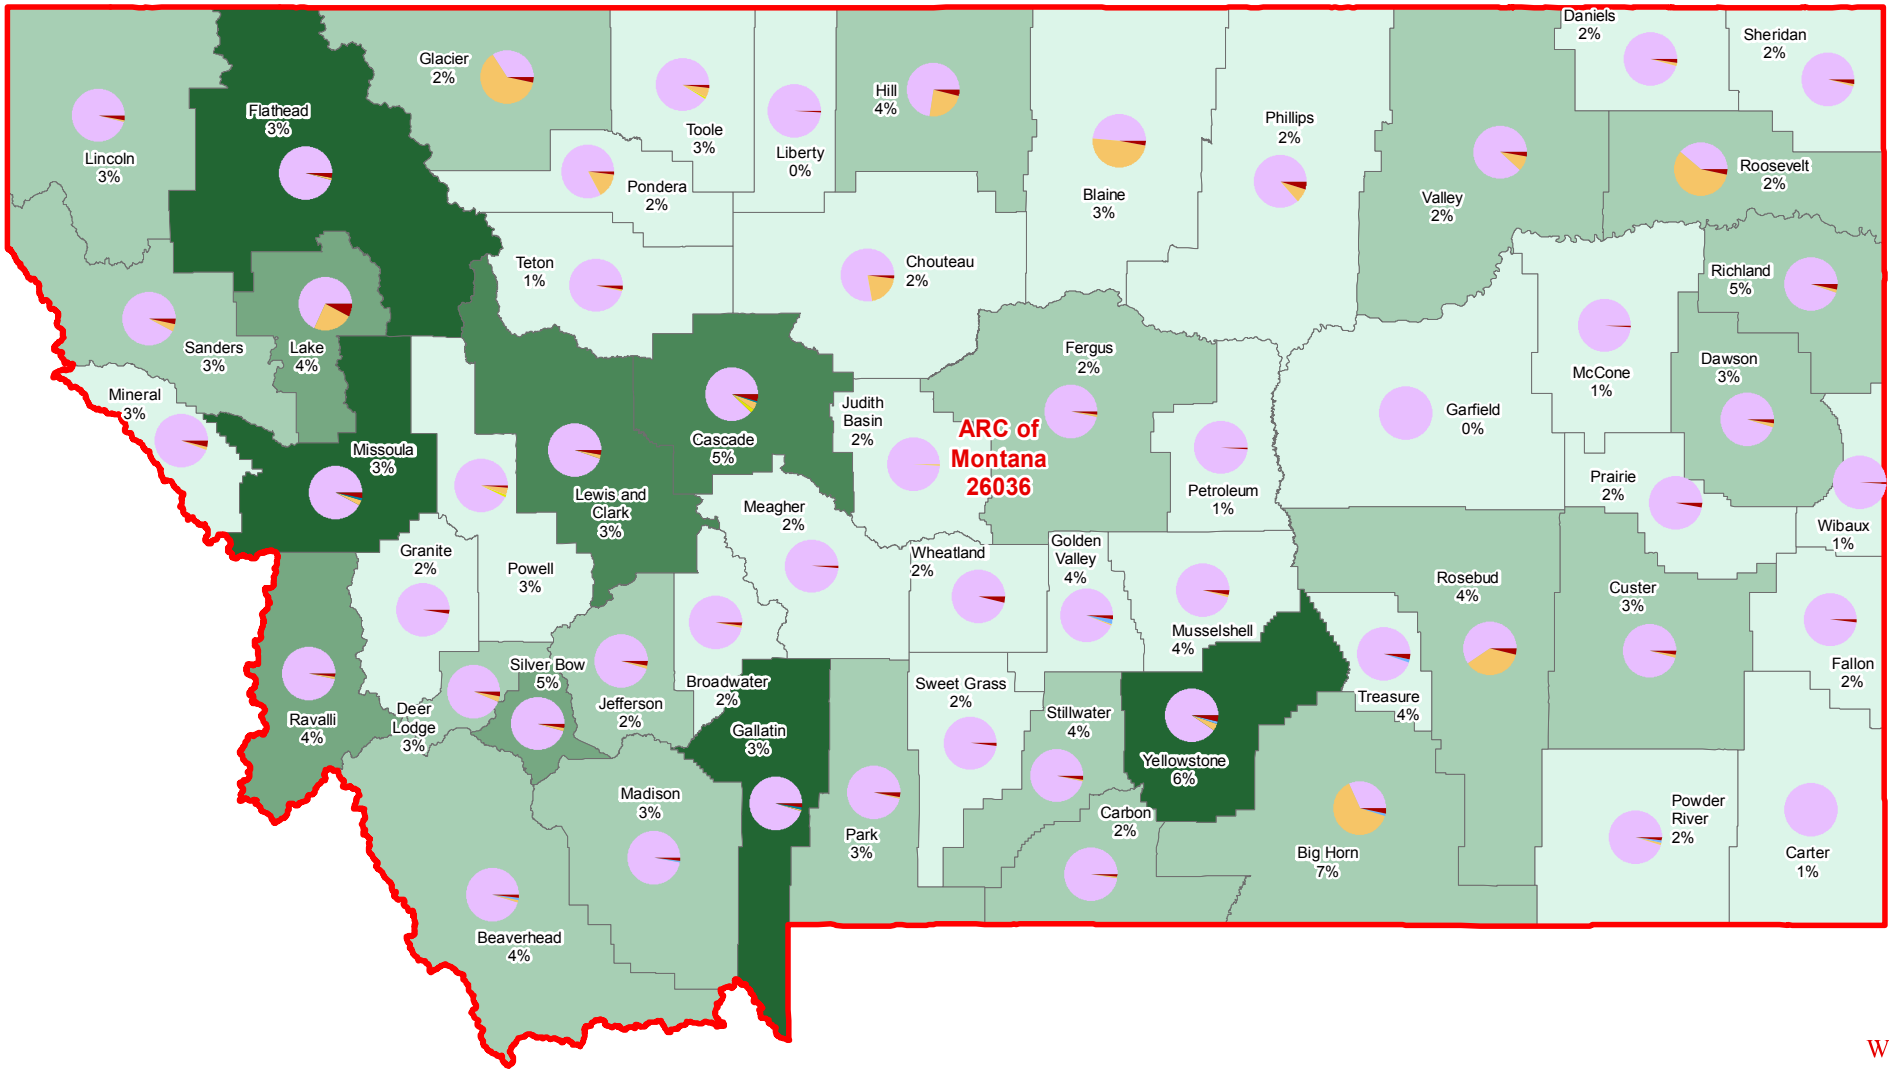 Daniels
2%
Sheridan
2%
Glacier
2%
Hill
4%
Flathead
3%
Toole
3%
Liberty
0%
Phillips
2%
Lincoln
3%
Roosevelt
2%
Pondera
2%
Blaine
3%
Valley
2%
Teton
1%
Chouteau
2%
Richland
5%
Sanders
3%
Lake
4%
Fergus
2%
McCone
1%
Dawson
3%
Mineral
3%
Judith
Basin
2%
Garfield
0%
Cascade
5%
ARC of
Montana
26036
Missoula
3%
Petroleum
1%
Prairie
2%
Lewis and
Clark
3%
Meagher
2%
Wibaux
1%
Granite
2%
Powell
3%
Wheatland
2%
Golden
Valley
4%
Rosebud
4%
Custer
3%
Musselshell
4%
Silver Bow
5%
Fallon
2%
Broadwater
2%
Sweet Grass
2%
Treasure
4%
Jefferson
2%
Ravalli
4%
Deer
Lodge
3%
Stillwater
4%
Gallatin
3%
Yellowstone
6%
Madison
3%
Carbon
2%
Powder
River
2%
Park
3%
Big Horn
7%
Carter
1%
Beaverhead
4%
W